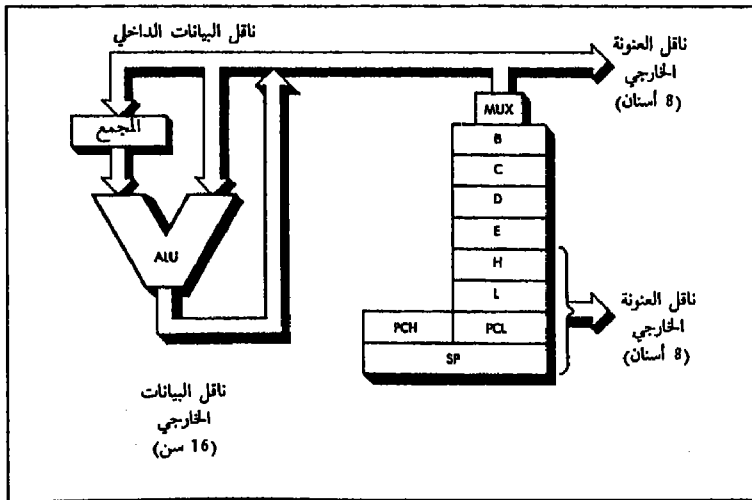 ناقل البيانات الداخلي
ناقل العنونة
الخارجي
(8 أسنان)
المجمع
MUX
B
C
D
E
ALU
H
L
ناقل العنونة
الخارجي
(8 أسنان)
PCH PCL
SP
ناقل البيانات
الخارجي
(16 سن)